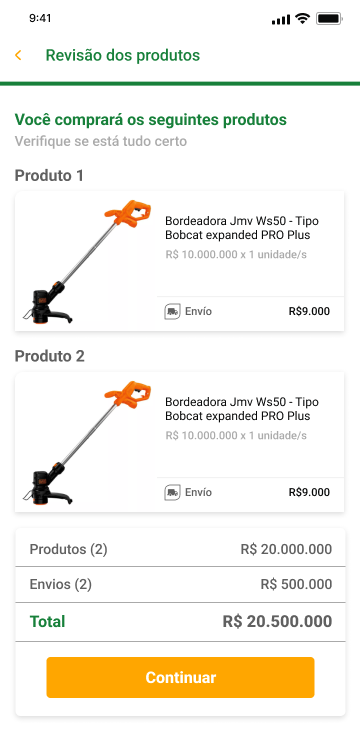 9:41
Revisão dos produtos
Você comprará os seguintes produtos
Verifique se está tudo certo
Produto 1
Bordeadora Jmv Ws50 - Tipo
Bobcat expanded PRO Plus
R$ 10.000.000 x 1 unidade/s
Envío R$9.000
Produto 2
Bordeadora Jmv Ws50 - Tipo
Bobcat expanded PRO Plus
R$ 10.000.000 x 1 unidade/s
Envío R$9.000
Produtos (2) R$ 20.000.000
Envios (2) R$ 500.000
Total R$ 20.500.000
Continuar